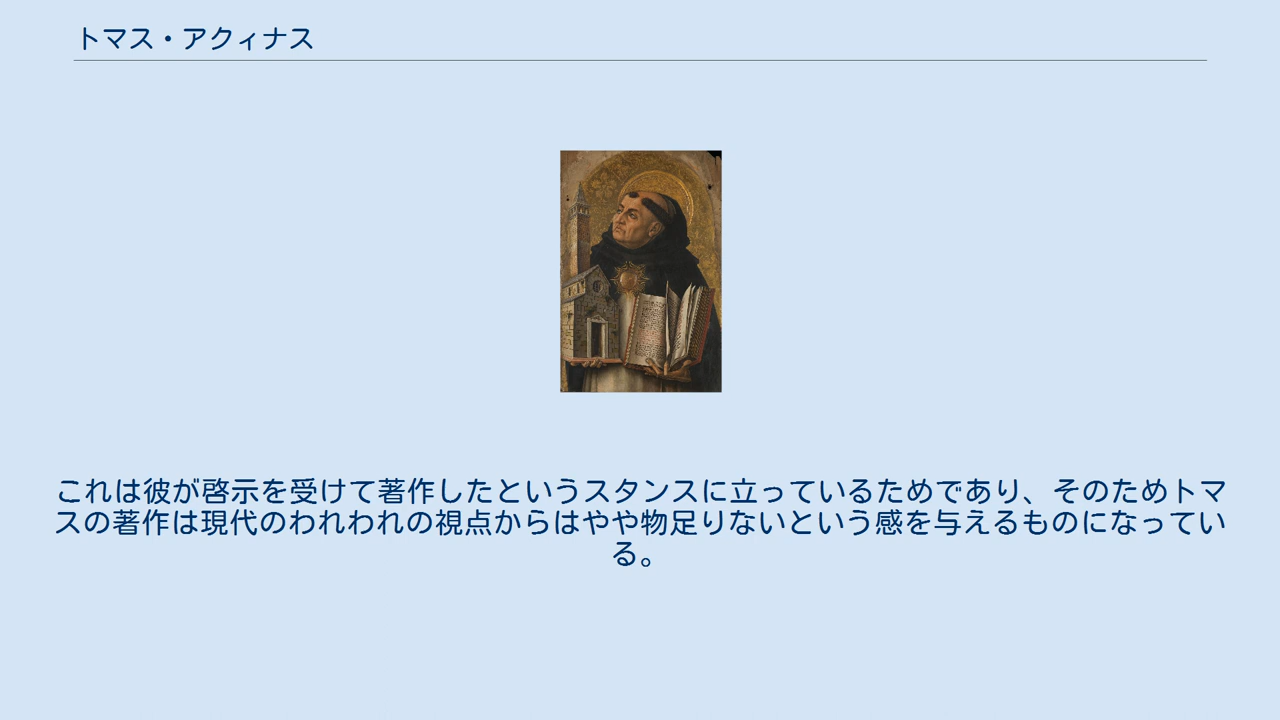 トマス・アクィナス
これは彼が啓示を受けて著作したというスタンスに立っているためであり、そのためトマ
スの著作は現代のわれわれの視点からはやや物足りないという感を与えるものになってい
る。